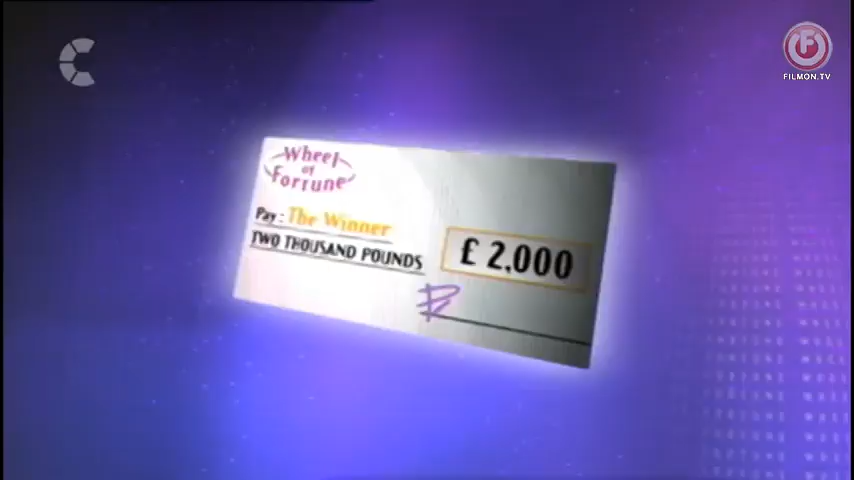 FILMON.TV
Wheel
of
Fortune
Pay: The Winner
TWO THOUSAND POUNDS
£ 2,000